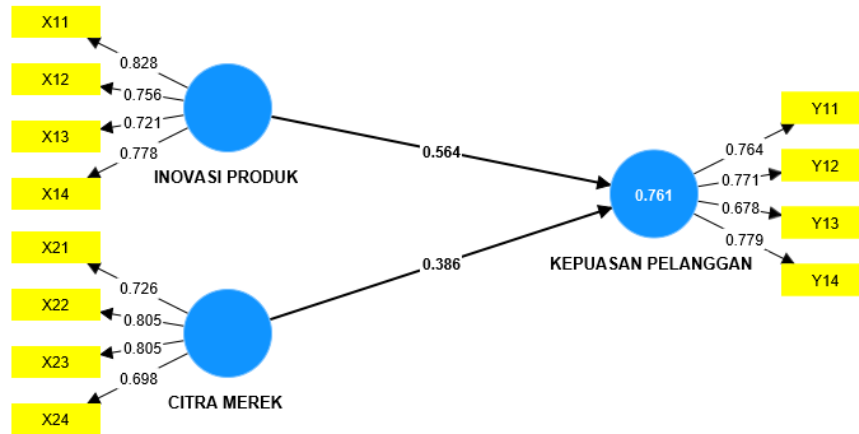 X11
0.828
X12
0.756
X13
0.721
X14
0.778
INOVASI PRODUK
0.564
X21
0.726
X22
0.805
X23
0.805
X24
0.698
CITRA MEREK
0.386
0.761
KEPUASAN PELANGGAN
Y11
0.764
Y12
0.771
Y13
0.678
Y14
0.779